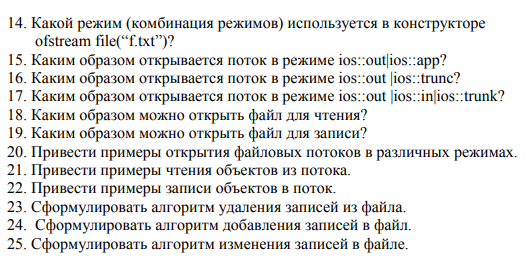 14. Какой режим (комбинация режимов) используется в конструкторе
ofstream file(“f.txt”)?
15. Каким образом открывается поток в режиме ios::out|ios::app?
16. Каким образом открывается поток в режиме ios::out |ios::trunc?
17. Каким образом открывается поток в режиме ios::out |ios::in|ios::trunk?
18. Каким образом можно открыть файл для чтения?
19. Каким образом можно открыть файл для записи?
20. Привести примеры открытия файловых потоков в различных режимах.
21. Привести примеры чтения объектов из потока.
22. Привести примеры записи объектов в поток.
23. Сформулировать алгоритм удаления записей из файла.
24. Сформулировать алгоритм добавления записей в файл.
25. Сформулировать алгоритм изменения записей в файле.